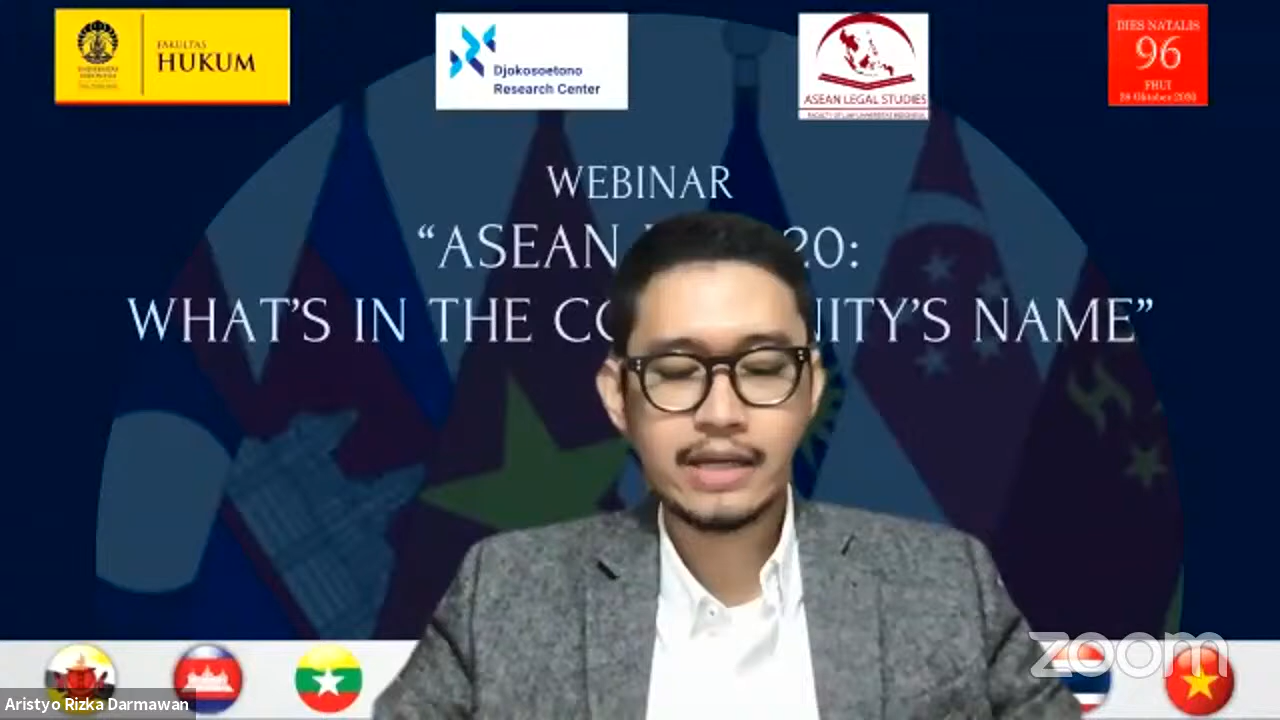 FAKULTAS
HUKUM
Djokosoetono
Research Center
ASEAN LEGAL STUDIES
DIES NATALIS
96
FHUI
WEBINAR
“ASEAN 20:
WHAT’S IN THE CO NITY’S NAME”
zoom
Aristyo Rizka Darmawan